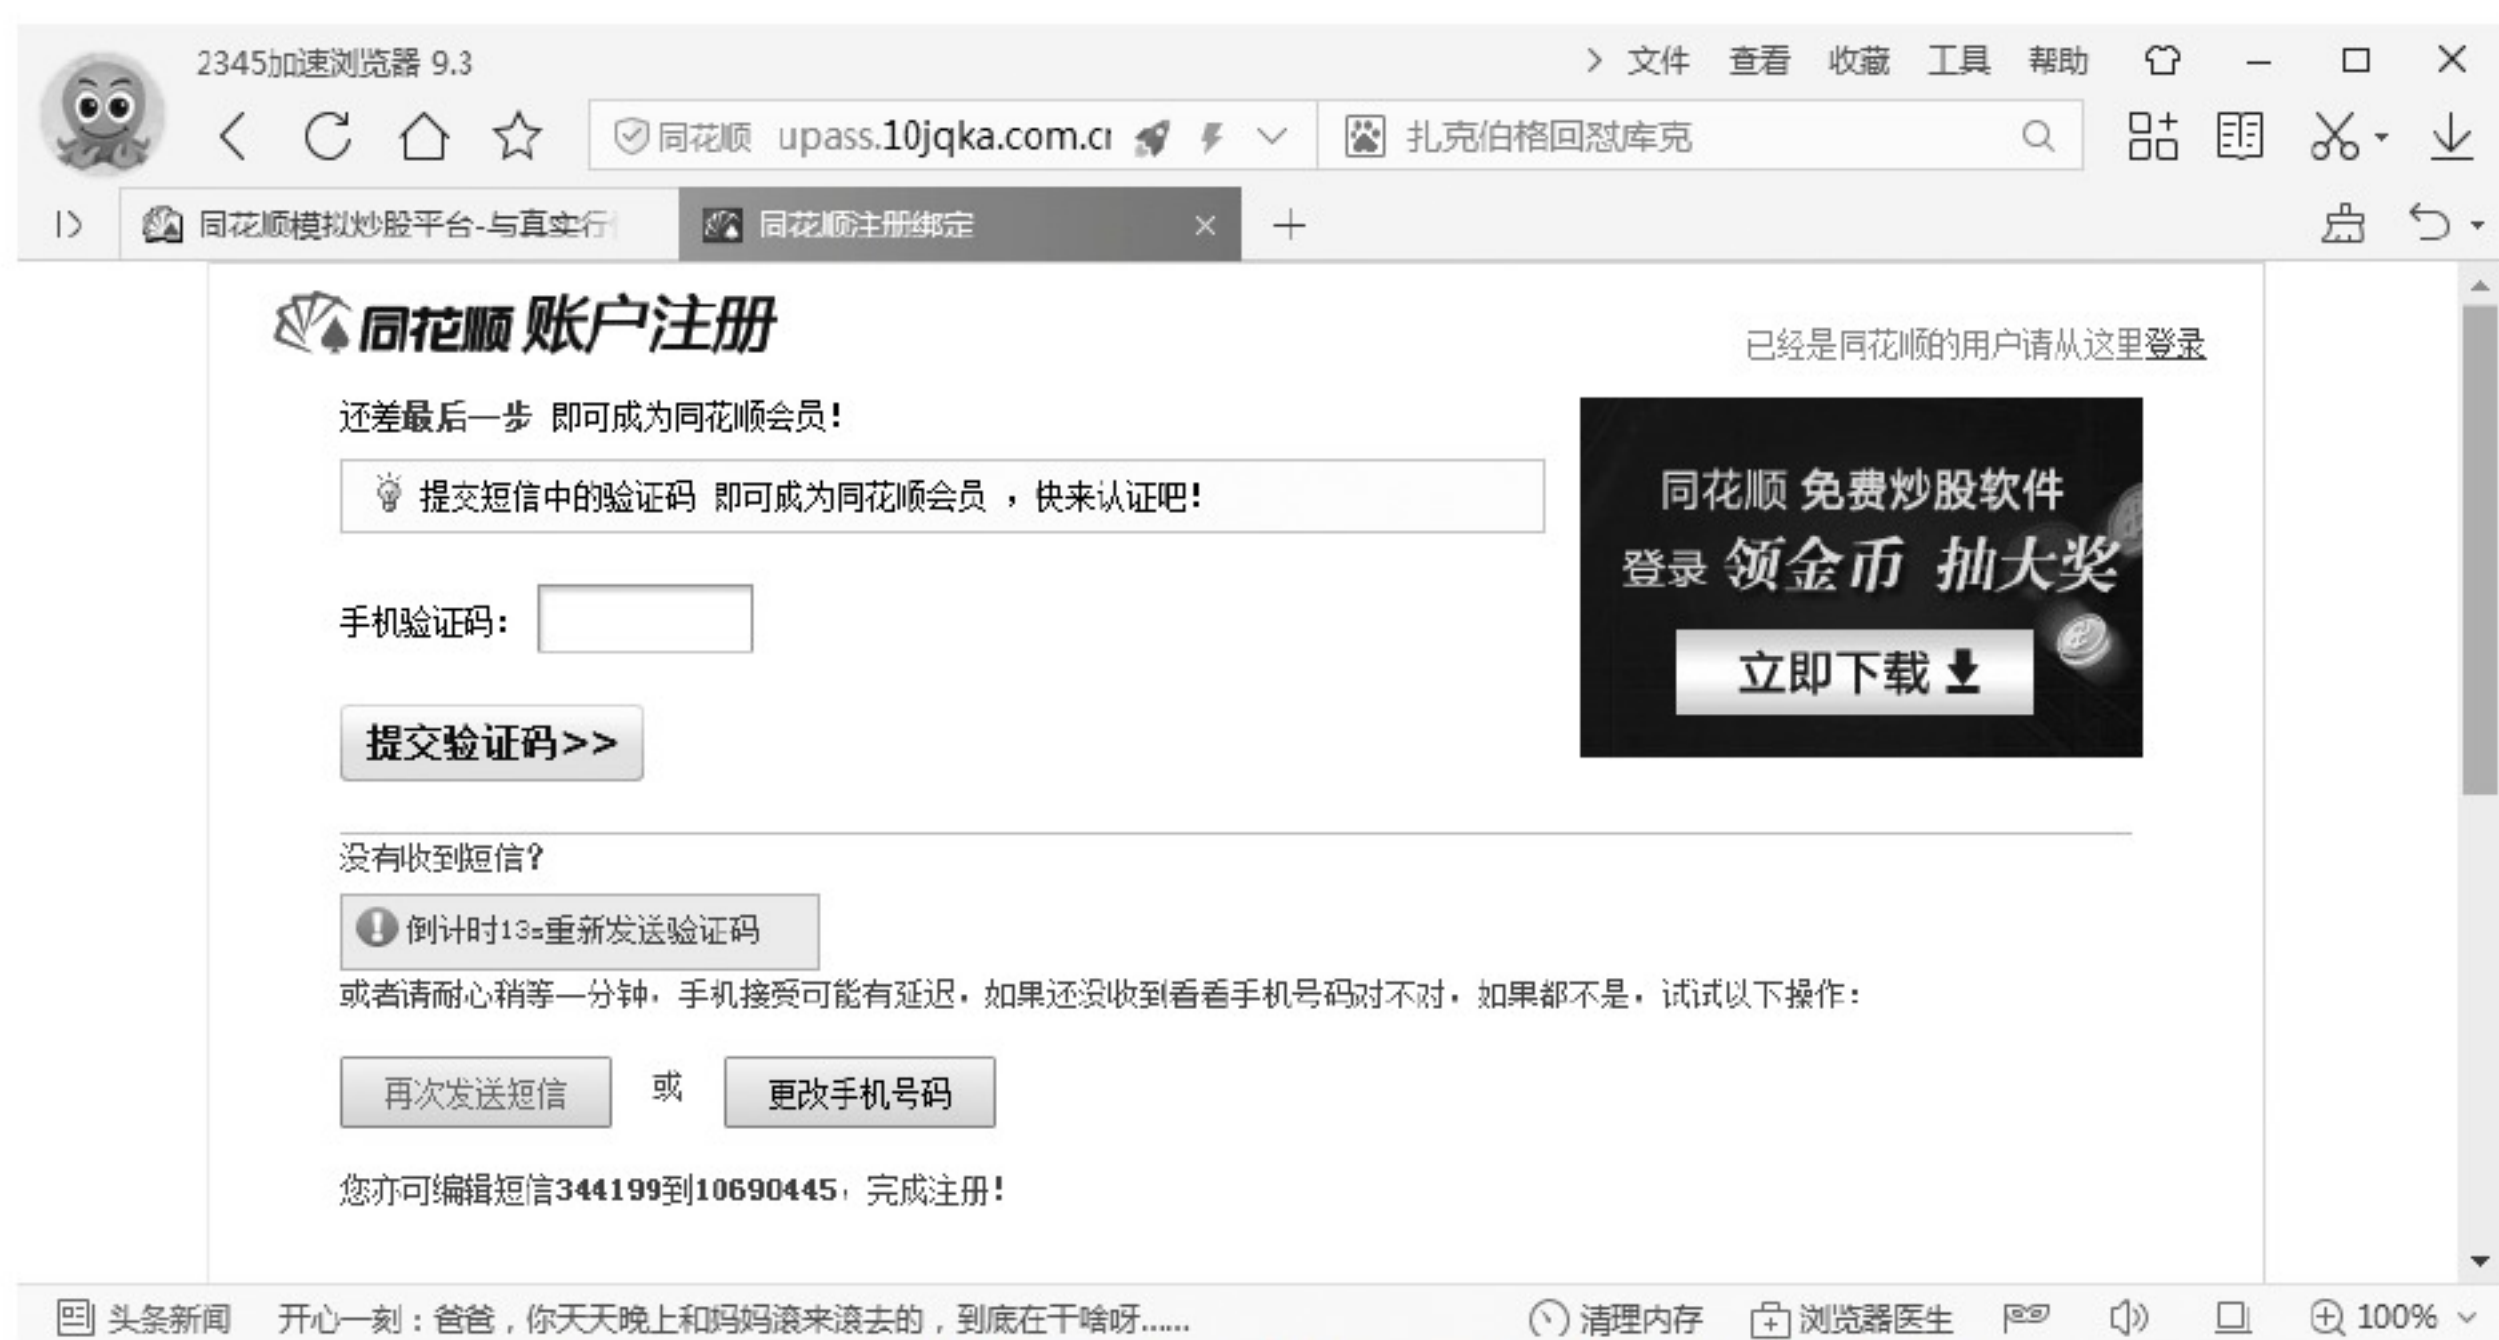 2345加速浏览器 9.3
文件 查看 收藏 工具 帮助
同花顺 upass.10jqka.com.cn 扎克伯格回怼库克
同花顺模拟炒股平台-与真实行
同花顺注册绑定
同花顺 账户注册
已经是同花顺的用户请从这里登录
还差最后一步 即可成为同花顺会员!
提交短信中的验证码 即可成为同花顺会员 ,快来认证吧!
同花顺 免费炒股软件
登录 领金币 抽大奖
立即下载
手机验证码:
提交验证码>>
没有收到短信?
倒计时13s重新发送验证码
或者请耐心稍等一分钟,手机接受可能有延迟,如果还没收到看看手机号码对不对,如果都不是,试试以下操作:
再次发送短信 或 更改手机号码
您亦可编辑短信344199到10690445,完成注册!
头条新闻 开心一刻:爸爸,你天天晚上和妈妈滚来滚去的,到底在干啥呀...... 清理内存 浏览器医生 100%